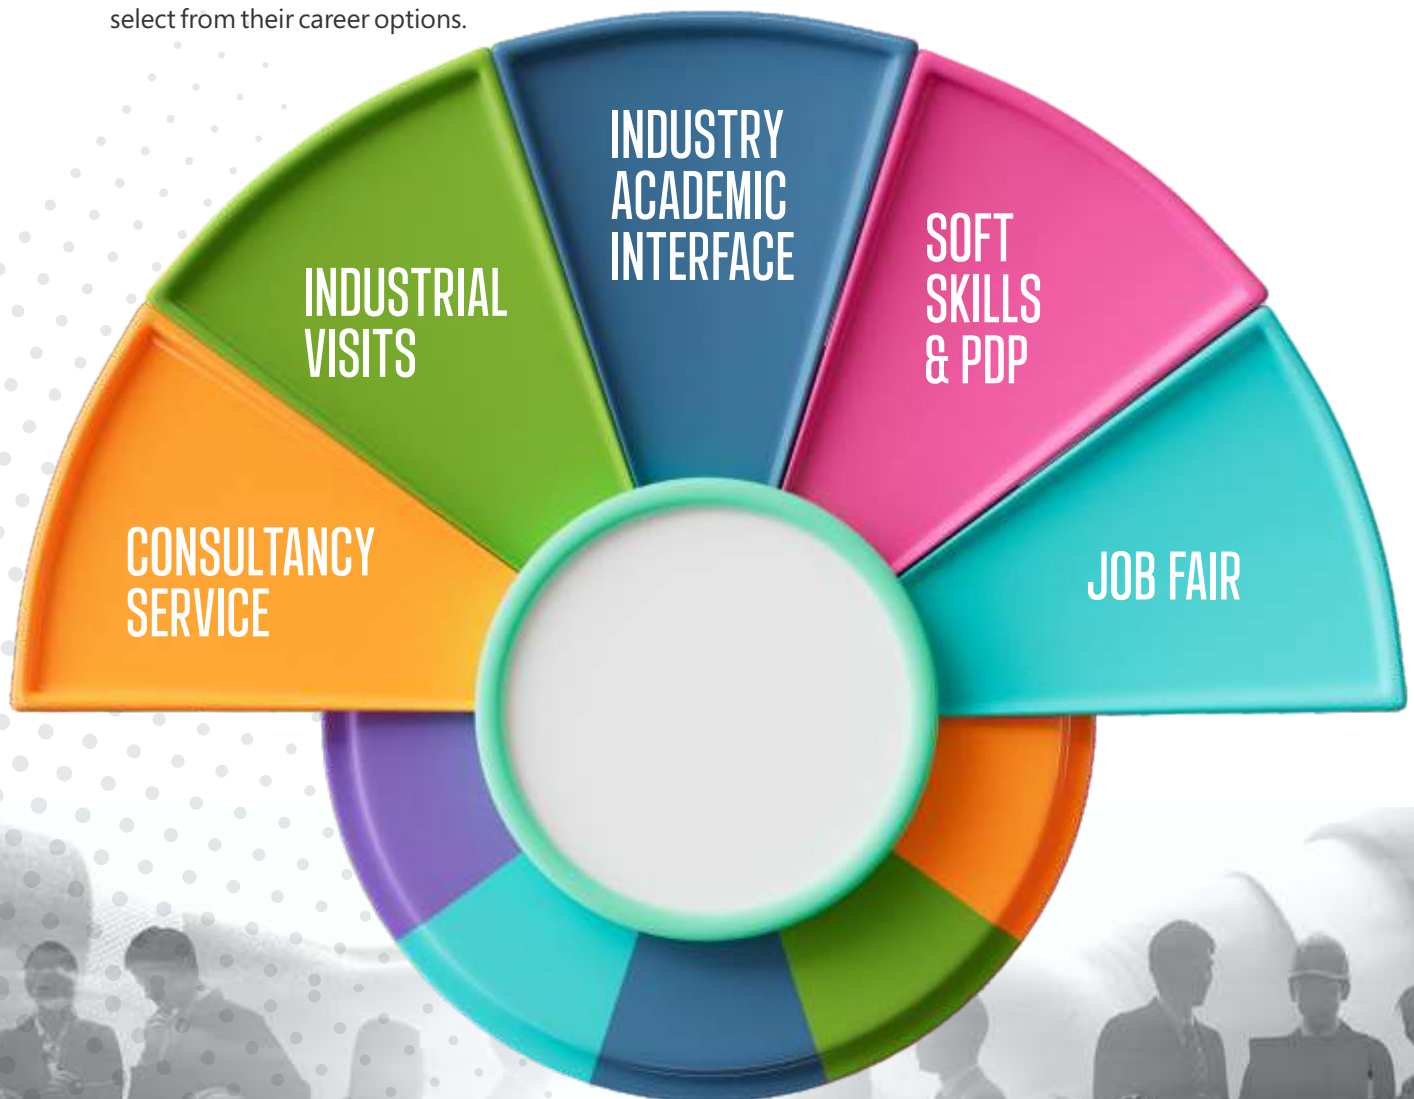 select from their career options.
INDUSTRY
ACADEMIC
INTERFACE
SOFT
SKILLS
& PDP
INDUSTRIAL
VISITS
CONSULTANCY
SERVICE
JOB FAIR